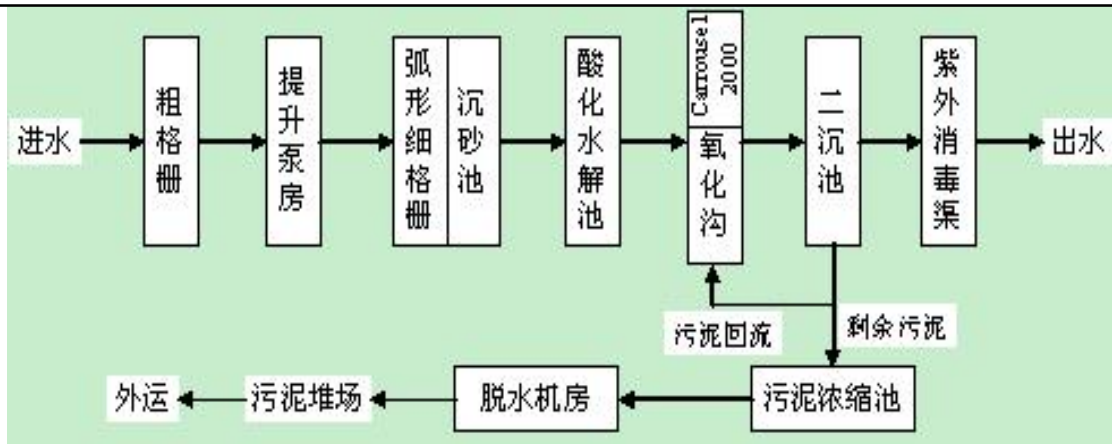 进水
粗格栅
提升泵房
弧形细格栅
沉砂池
酸化水解池
Carrousel
2000
氧化沟
二沉池
紫外消毒渠
出水
污泥回流
剩余污泥
外运
污泥堆场
脱水机房
污泥浓缩池